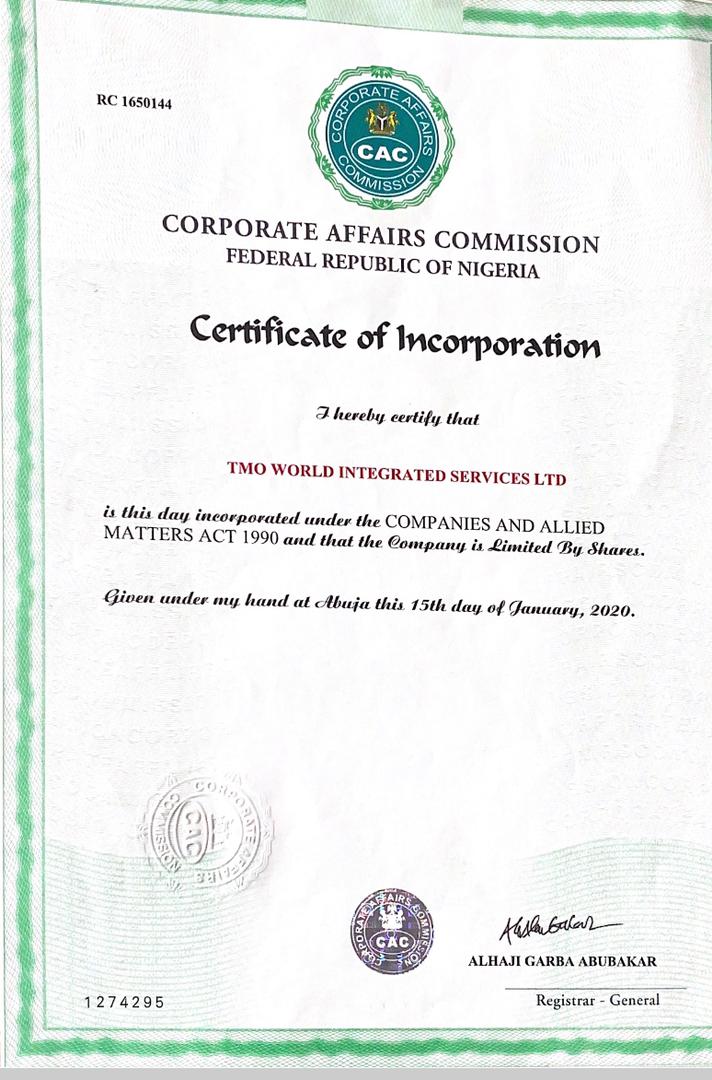 RC 1650144
CORPORATE AFFAIRS COMMISSION
CAC
CORPORATE AFFAIRS COMMISSION
FEDERAL REPUBLIC OF NIGERIA
Certificate of Incorporation
I hereby certify that
TMO WORLD INTEGRATED SERVICES LTD
is this day incorporated under the COMPANIES AND ALLIED
MATTERS ACT 1990 and that the Company is Limited By Shares.
Given under my hand at Abuja this 15th day of January, 2020.
CORPORATE AFFAIRS COMMISSION
CAC
CORPORATE AFFAIRS COMMISSION
CAC
ALHAJI GARBA ABUBAKAR
Registrar - General
1274295